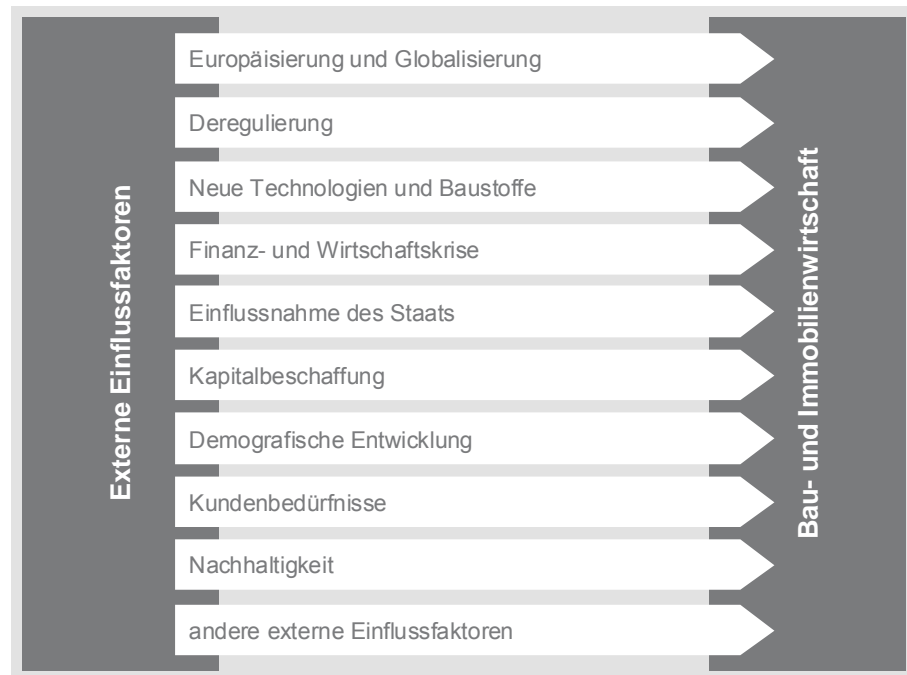 Externe Einflussfaktoren
Europäisierung und Globalisierung
Deregulierung
Neue Technologien und Baustoffe
Finanz- und Wirtschaftskrise
Einflussnahme des Staats
Kapitalbeschaffung
Demografische Entwicklung
Kundenbedürfnisse
Nachhaltigkeit
andere externe Einflussfaktoren
Bau- und Immobilienwirtschaft